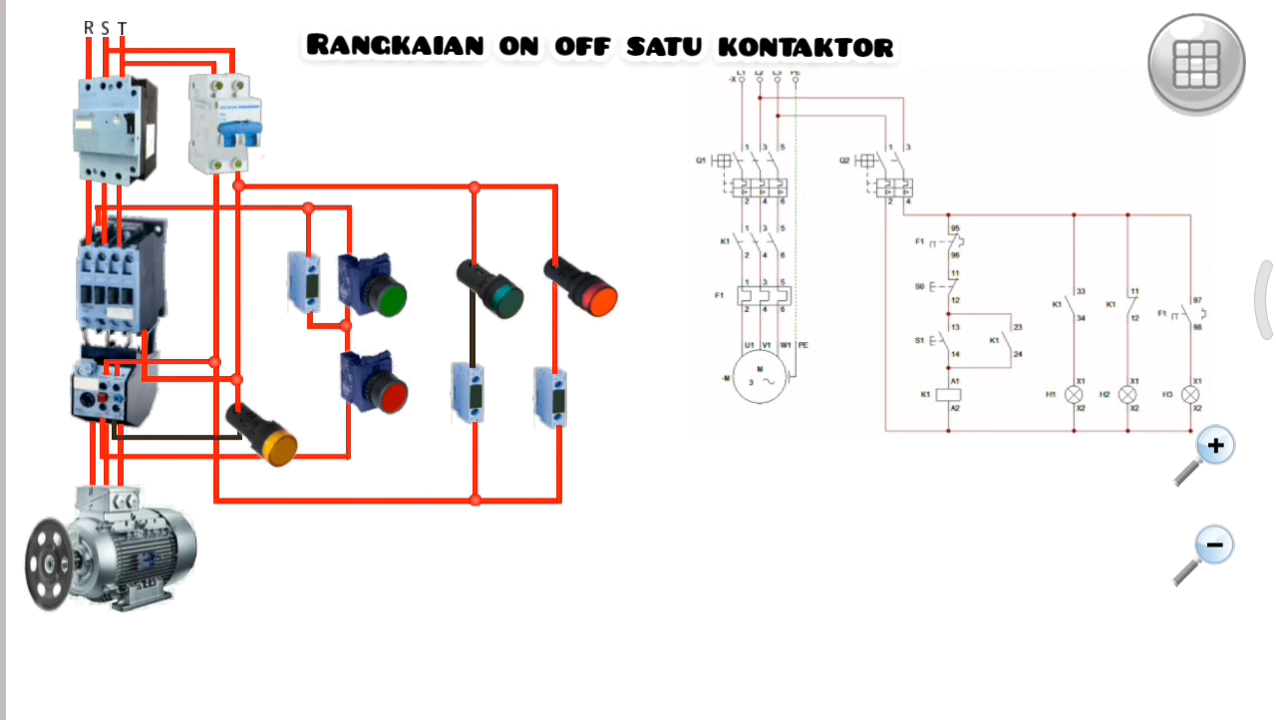 R S T
RANGKAIAN ON OFF SATU KONTAKTOR
L1 L2 L3 PE
-X
1 3 5
1 3
Q1
Q2
2 4 6
2 4
95
F1
96
1 3 5
K1
2 4 6
11
S0
12
33
K1
34
11
K1
12
97
F1
98
1 3 5
F1
2 4 6
13
S1
14
23
K1
24
U1 V1 W1 PE
-M
M
3
A1
K1
A2
X1
H1
X2
X1
H2
X2
X1
H3
X2